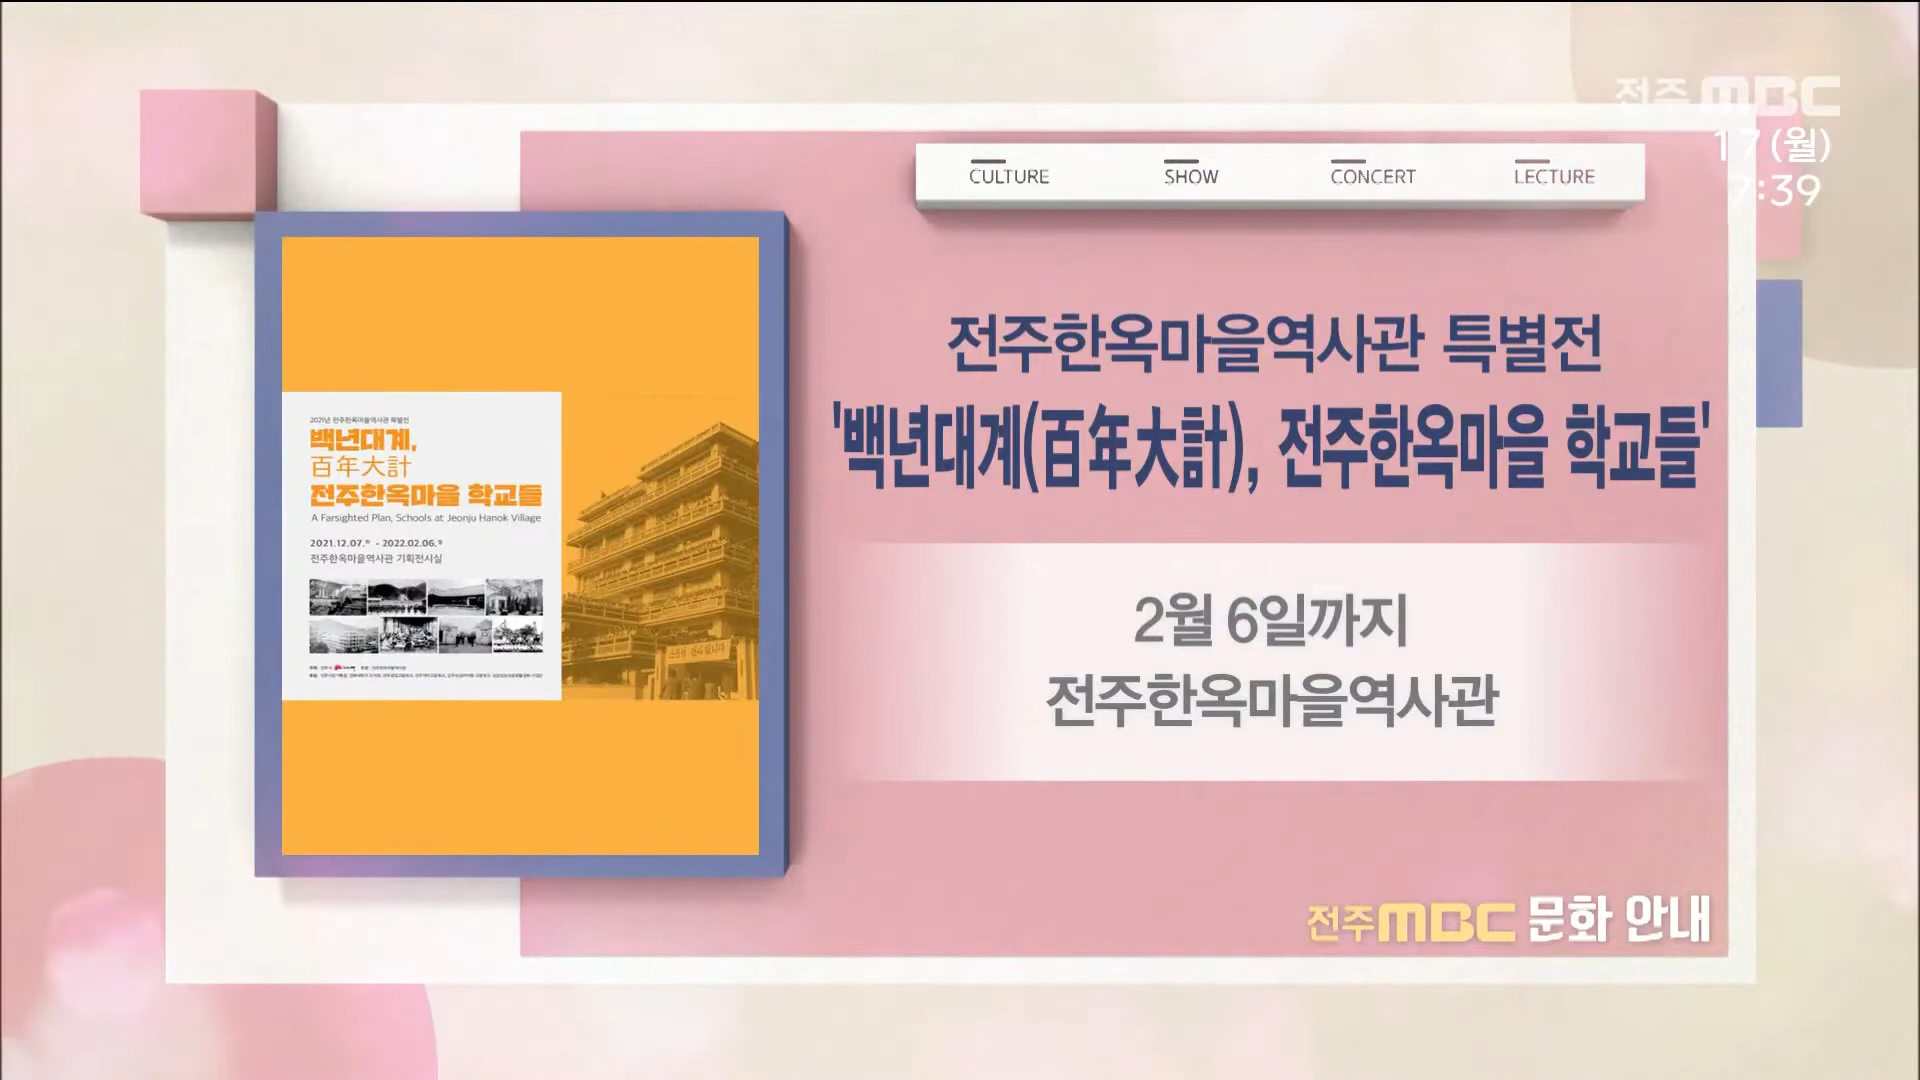 전주 MBC
17(월)
7:39
CULTURE SHOW CONCERT LECTURE
전주한옥마을역사관 특별전
'백년대계(百年大計), 전주한옥마을 학교들'
2월 6일까지
전주한옥마을역사관
2021년 전주한옥마을역사관 특별전
백년대계,
百年大計
전주한옥마을 학교들
A Farsighted Plan, Schools at Jeonju Hanok Village
2021.12.07.화 - 2022.02.06.일
전주한옥마을역사관 기획전시실
전주MBC 문화 안내